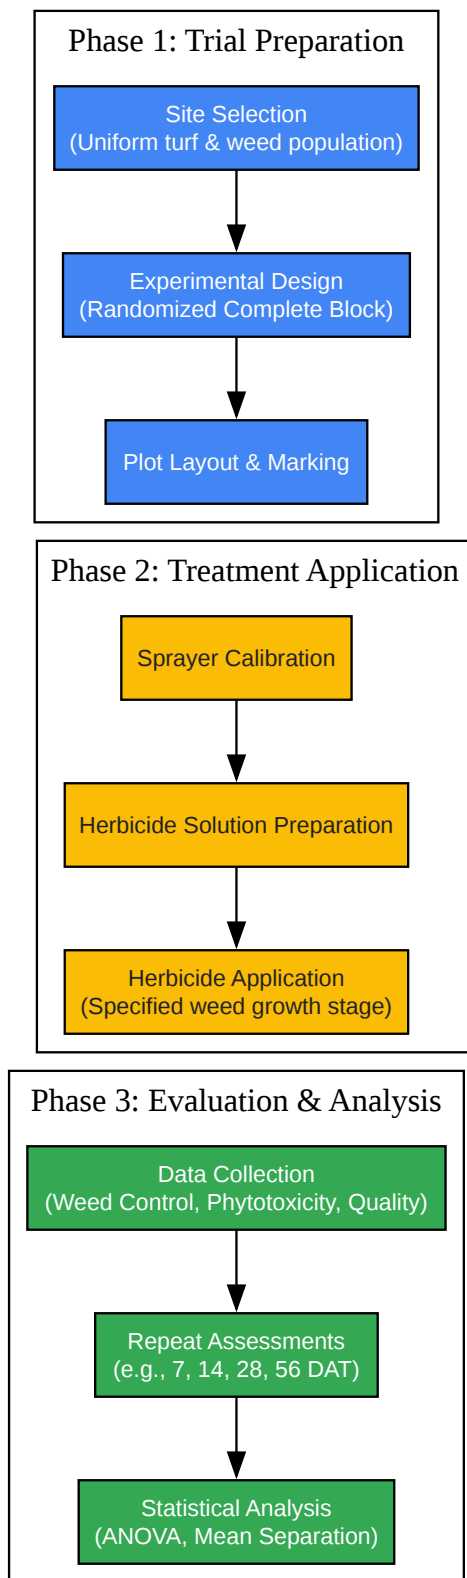 Phase 1: Trial Preparation
Site Selection
(Uniform turf & weed population)
Experimental Design
(Randomized Complete Block)
Plot Layout & Marking
Phase 2: Treatment Application
Sprayer Calibration
Herbicide Solution Preparation
Herbicide Application
(Specified weed growth stage)
Phase 3: Evaluation & Analysis
Data Collection
(Weed Control, Phytotoxicity, Quality)
Repeat Assessments
(e.g., 7, 14, 28, 56 DAT)
Statistical Analysis
(ANOVA, Mean Separation)